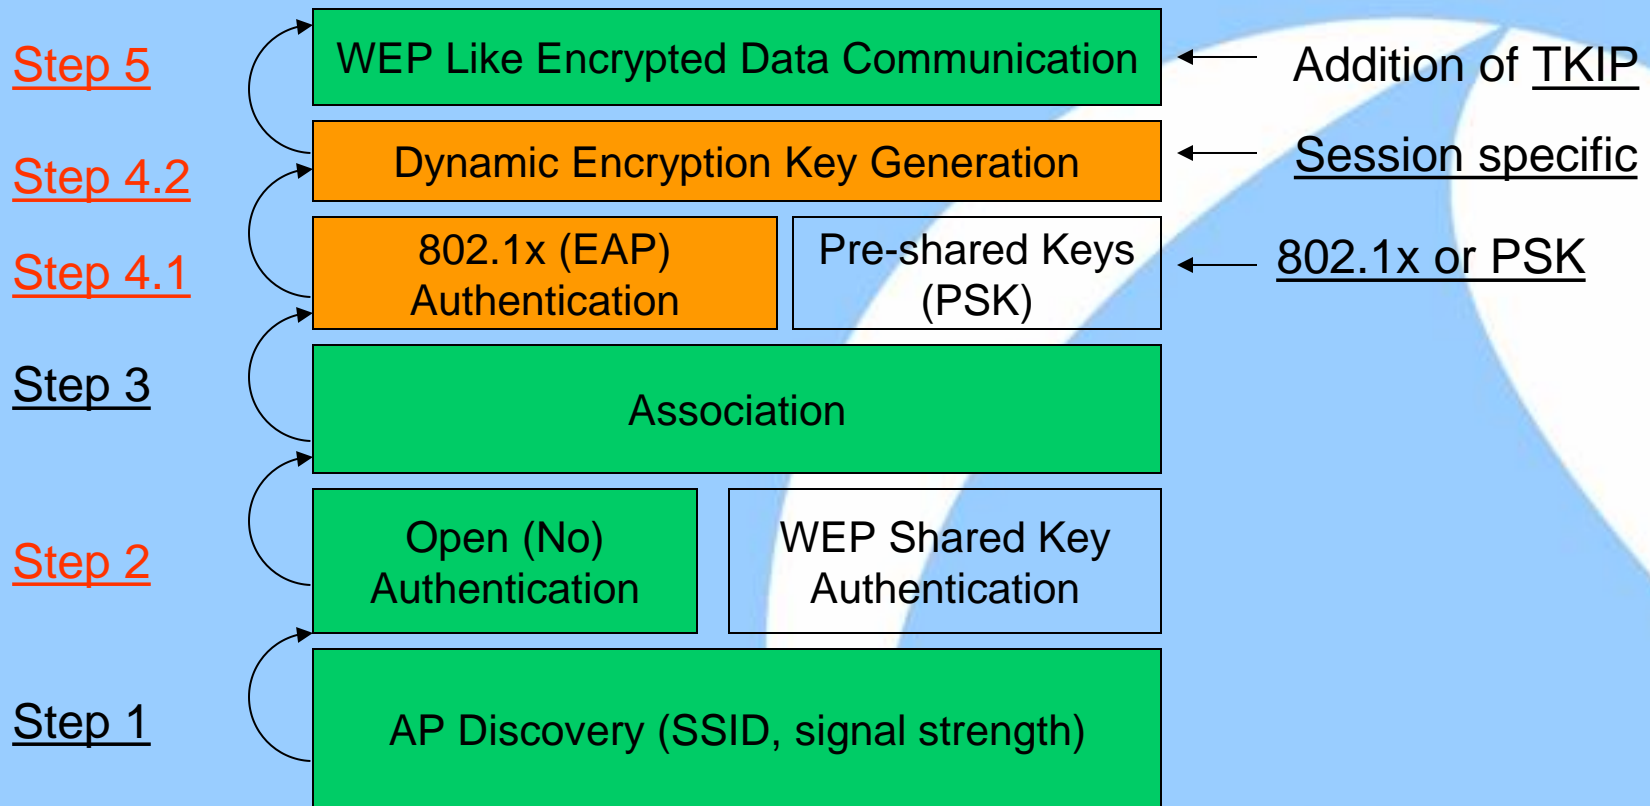 Step 5
WEP Like Encrypted Data Communication
Addition of TKIP
Step 4.2
Dynamic Encryption Key Generation
Session specific
Step 4.1
802.1x (EAP)
Authentication
Pre-shared Keys
(PSK)
802.1x or PSK
Step 3
Association
Step 2
Open (No)
Authentication
WEP Shared Key
Authentication
Step 1
AP Discovery (SSID, signal strength)